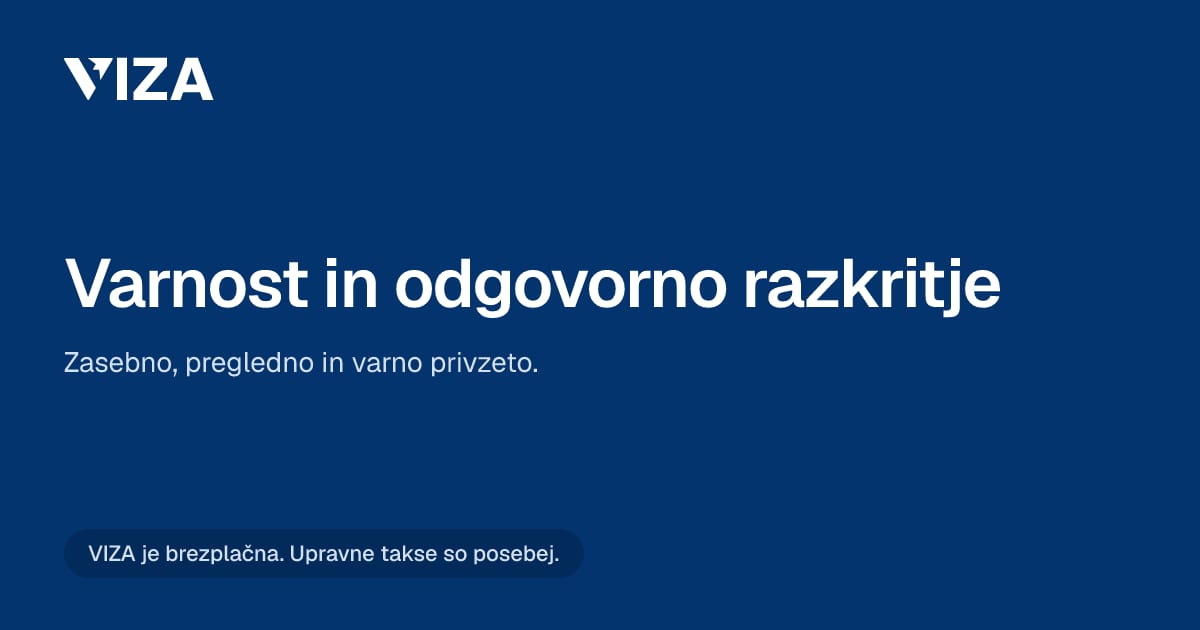 VIZA
Varnost in odgovorno razkritje
Zasebno, pregledno in varno privzeto.
VIZA je brezplačna. Upravne takse so posebej.